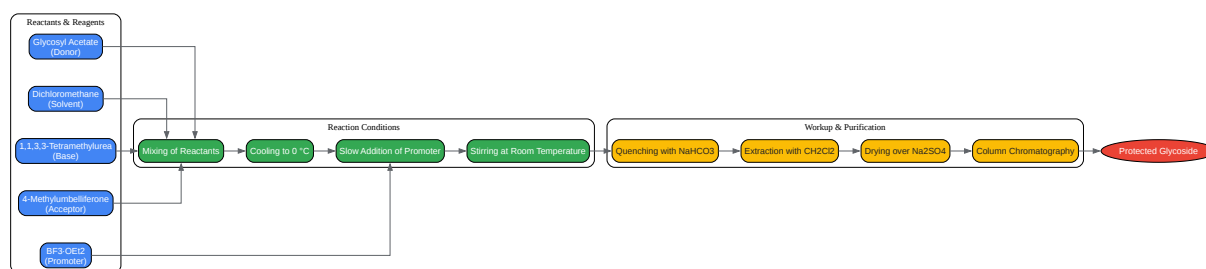 Reactants & Reagents
Glycosyl Acetate
(Donor)
Dichloromethane
(Solvent)
1,1,3,3-Tetramethylurea
(Base)
4-Methylumbelliferone
(Acceptor)
BF3·OEt2
(Promoter)
Reaction Conditions
Mixing of Reactants
Cooling to 0 °C
Slow Addition of Promoter
Stirring at Room Temperature
Workup & Purification
Quenching with NaHCO3
Extraction with CH2Cl2
Drying over Na2SO4
Column Chromatography
Protected Glycoside